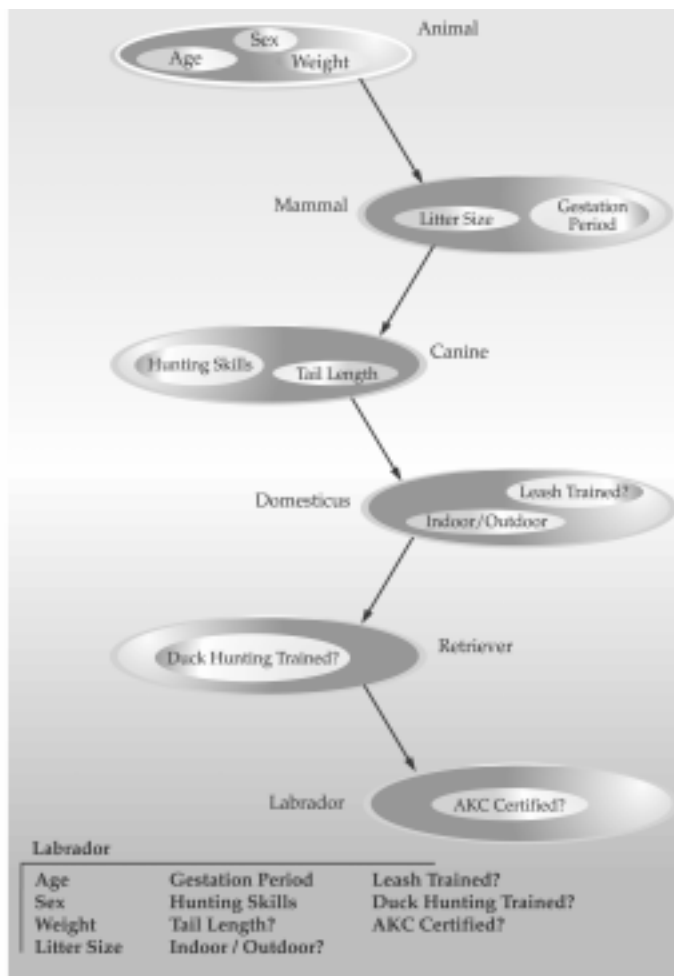 Animal
Sex
Age
Weight
Mammal
Litter Size
Gestation
Period
Canine
Hunting Skills
Tail Length
Domesticus
Leash Trained?
Indoor/Outdoor
Retriever
Duck Hunting Trained?
Labrador
AKC Certified?
Labrador
Age Gestation Period Leash Trained?
Sex Hunting Skills Duck Hunting Trained?
Weight Tail Length? AKC Certified?
Litter Size Indoor / Outdoor?